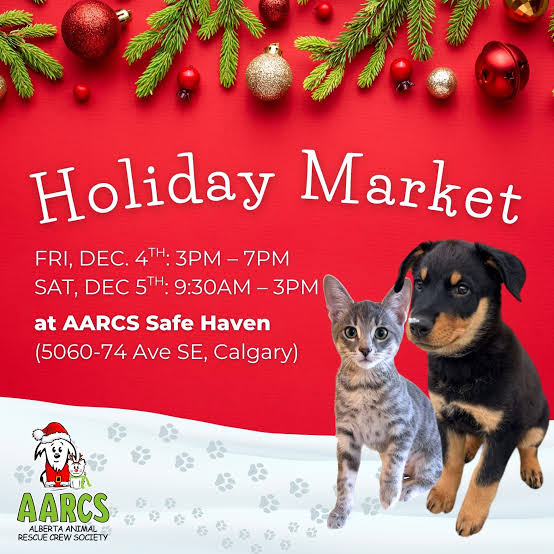 Holiday Market
FRI, DEC. 4TH: 3PM – 7PM
SAT, DEC 5TH: 9:30AM – 3PM
at AARCS Safe Haven
(5060-74 Ave SE, Calgary)
AARCS
ALBERTA ANIMAL
RESCUE CREW SOCIETY